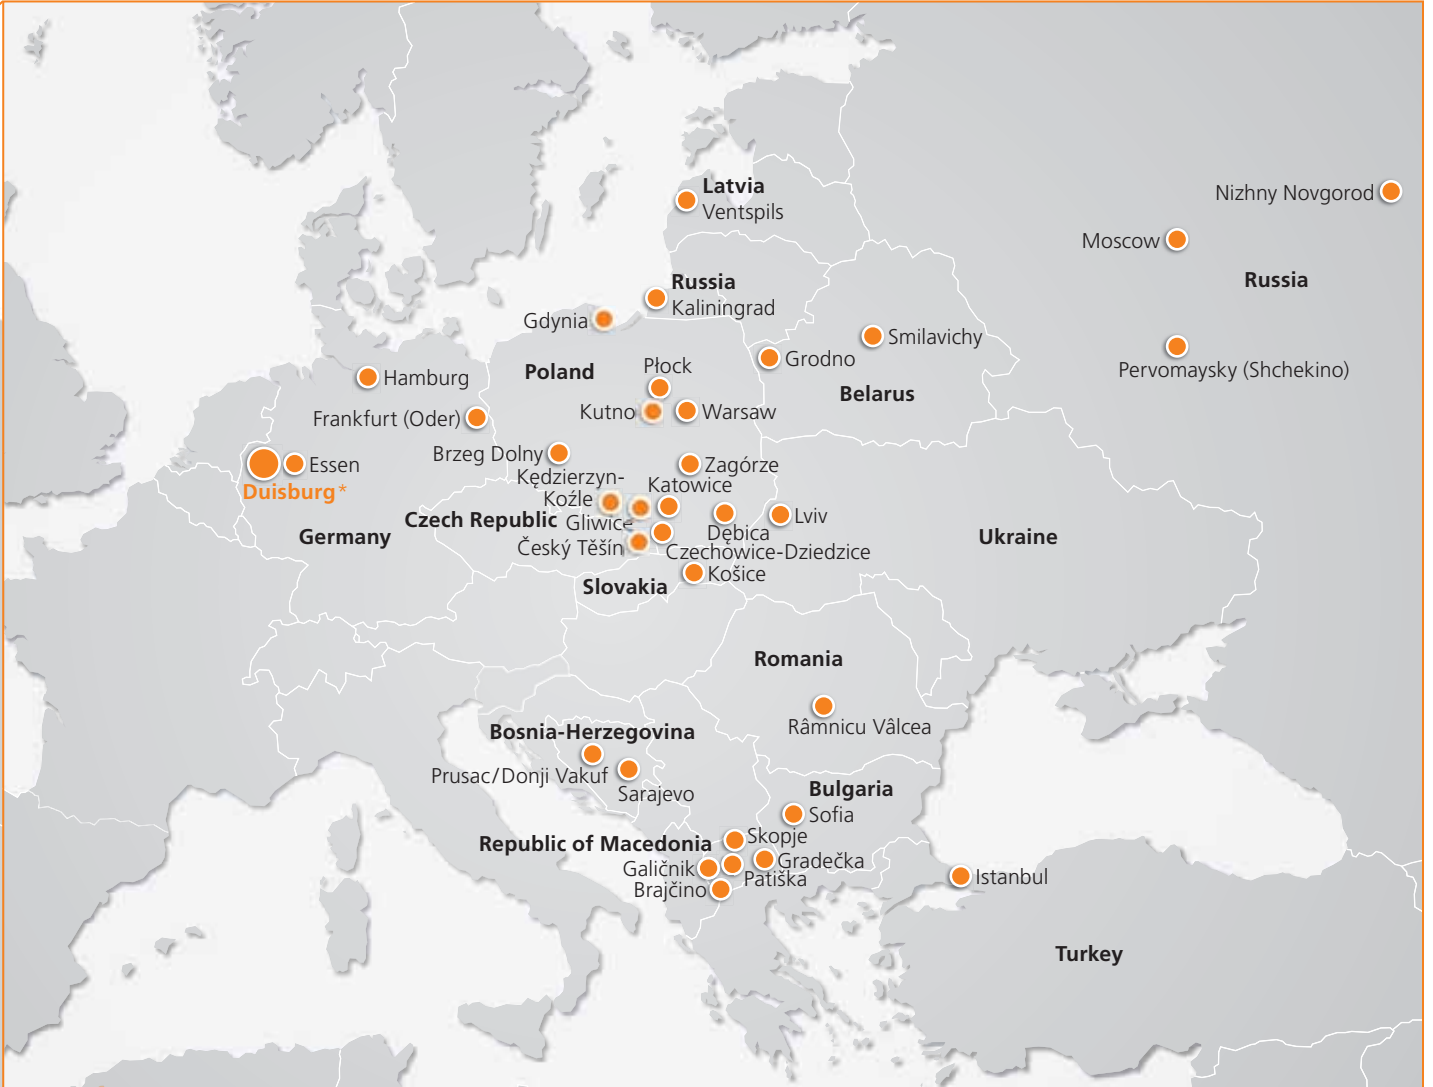 Latvia
Ventspils
Nizhny Novgorod
Moscow
Russia
Russia
Kaliningrad
Gdynia
Smilavichy
Grodno
Pervomaysky (Shchekino)
Poland
Płock
Hamburg
Belarus
Kutno
Warsaw
Frankfurt (Oder)
Brzeg Dolny
Essen
Zagórze
Kędzierzyn-
Koźle
Katowice
Duisburg*
Czech Republic
Gliwice
Lviv
Dębica
Germany
Ukraine
Český Těšín
Czechowice-Dziedzice
Košice
Slovakia
Romania
Râmnicu Vâlcea
Bosnia-Herzegovina
Prusac/Donji Vakuf
Sarajevo
Bulgaria
Sofia
Skopje
Republic of Macedonia
Gradečka
Galičnik
Patiška
Brajčino
Istanbul
Turkey